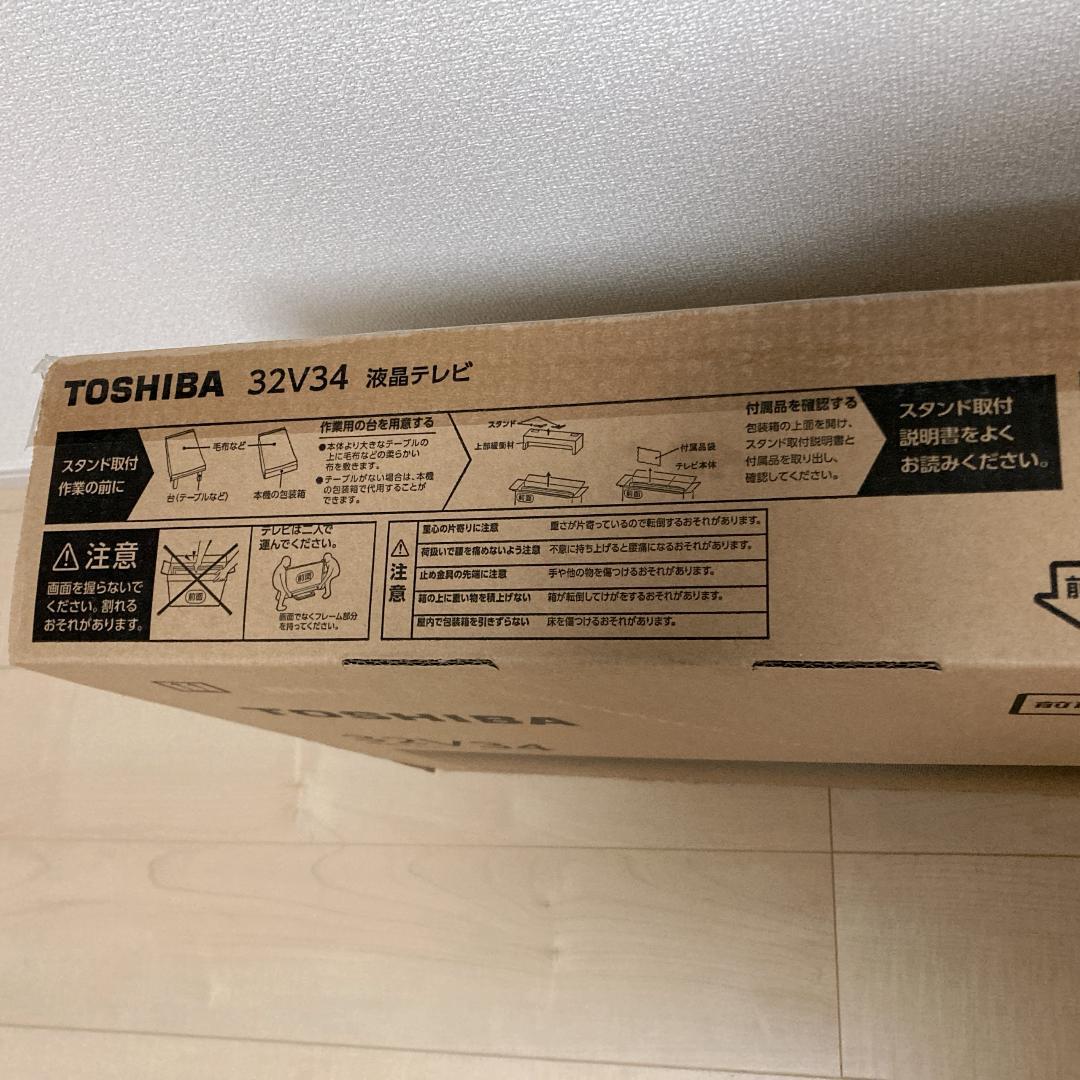 TOSHIBA 32V34 液晶テレビ
スタンド取付
作業の前に
毛布など
台(テーブルなど)
本機の包装箱
作業用の台を用意する
●本体より大きなテーブルの
上に毛布などの柔らかい
布を敷きます。
●テーブルがない場合は、本機
の包装箱で代用することが
できます。
スタンド
上部緩衝材
前面
付属品袋
テレビ本体
前面
付属品を確認する
包装箱の上面を開け、
スタンド取付説明書と
付属品を取り出し、
確認してください。
スタンド取付
説明書をよく
お読みください。
注意
画面を握らないで
ください。割れる
おそれがあります。
前面
テレビは二人で
運んでください。
前面
画面でなくフレーム部分
を持ってください。
注意
重心の片寄りに注意 重さが片寄っているので転倒するおそれがあります。
荷扱いで腰を痛めないよう注意 不意に持ち上げると腰痛になるおそれがあります。
止め金具の先端に注意 手や他の物を傷つけるおそれがあります。
箱の上に重い物を積上げない 箱が転倒してけがをするおそれがあります。
屋内で包装箱を引きずらない 床を傷つけるおそれがあります。
前
TOSHIBA
32V34